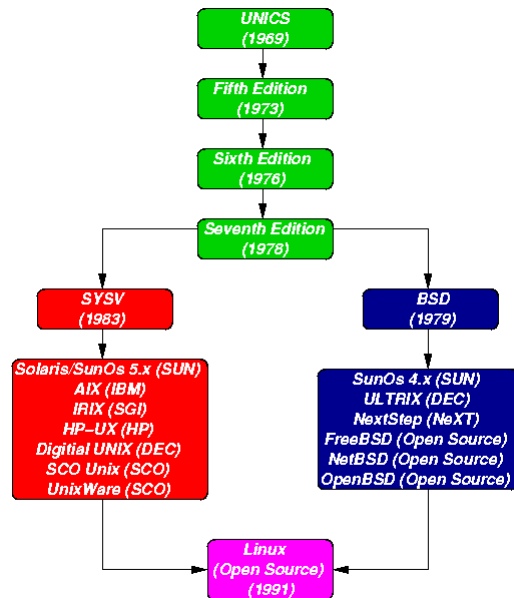 UNICS
(1969)
Fifth Edition
(1973)
Sixth Edition
(1976)
Seventh Edition
(1978)
SYSV
(1983)
BSD
(1979)
Solaris/SunOs 5.x (SUN)
AIX (IBM)
IRIX (SGI)
HP-UX (HP)
Digitial UNIX (DEC)
SCO Unix (SCO)
UnixWare (SCO)
SunOs 4.x (SUN)
ULTRIX (DEC)
NextStep (NeXT)
FreeBSD (Open Source)
NetBSD (Open Source)
OpenBSD (Open Source)
Linux
(Open Source)
(1991)